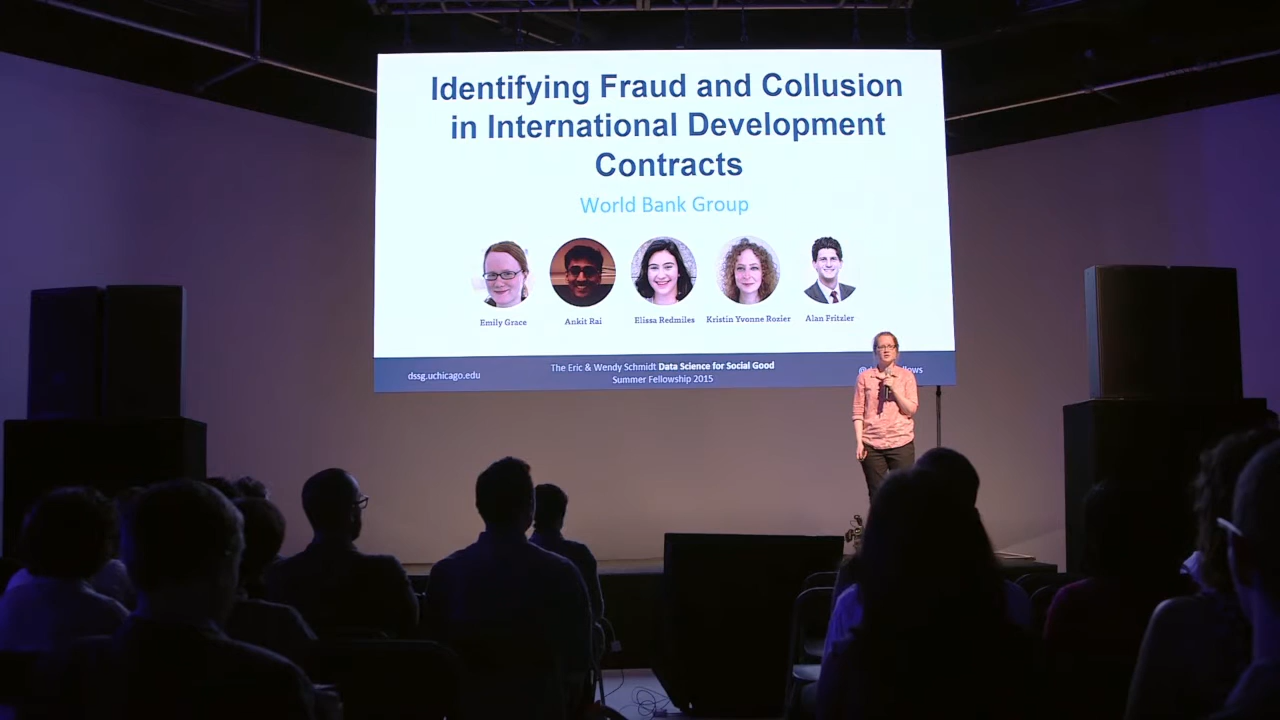 Identifying Fraud and Collusion
in International Development
Contracts
World Bank Group
Emily Grace
Ankit Rai
Elissa Redmiles
Kristin Yvonne Rozier
Alan Fritzler
dssg.uchicago.edu
The Eric & Wendy Schmidt Data Science for Social Good
Summer Fellowship 2015